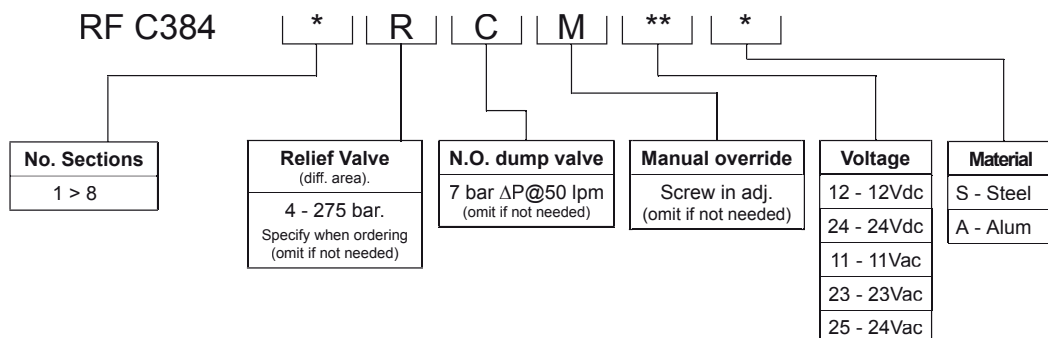 RF C384 * R C M ** *
No. Sections
1 > 8
Relief Valve
(diff. area).
4 - 275 bar.
Specify when ordering
(omit if not needed)
N.O. dump valve
7 bar ΔP@50 lpm
(omit if not needed)
Manual override
Screw in adj.
(omit if not needed)
Voltage
12 - 12Vdc
24 - 24Vdc
11 - 11Vac
23 - 23Vac
25 - 24Vac
Material
S - Steel
A - Alum